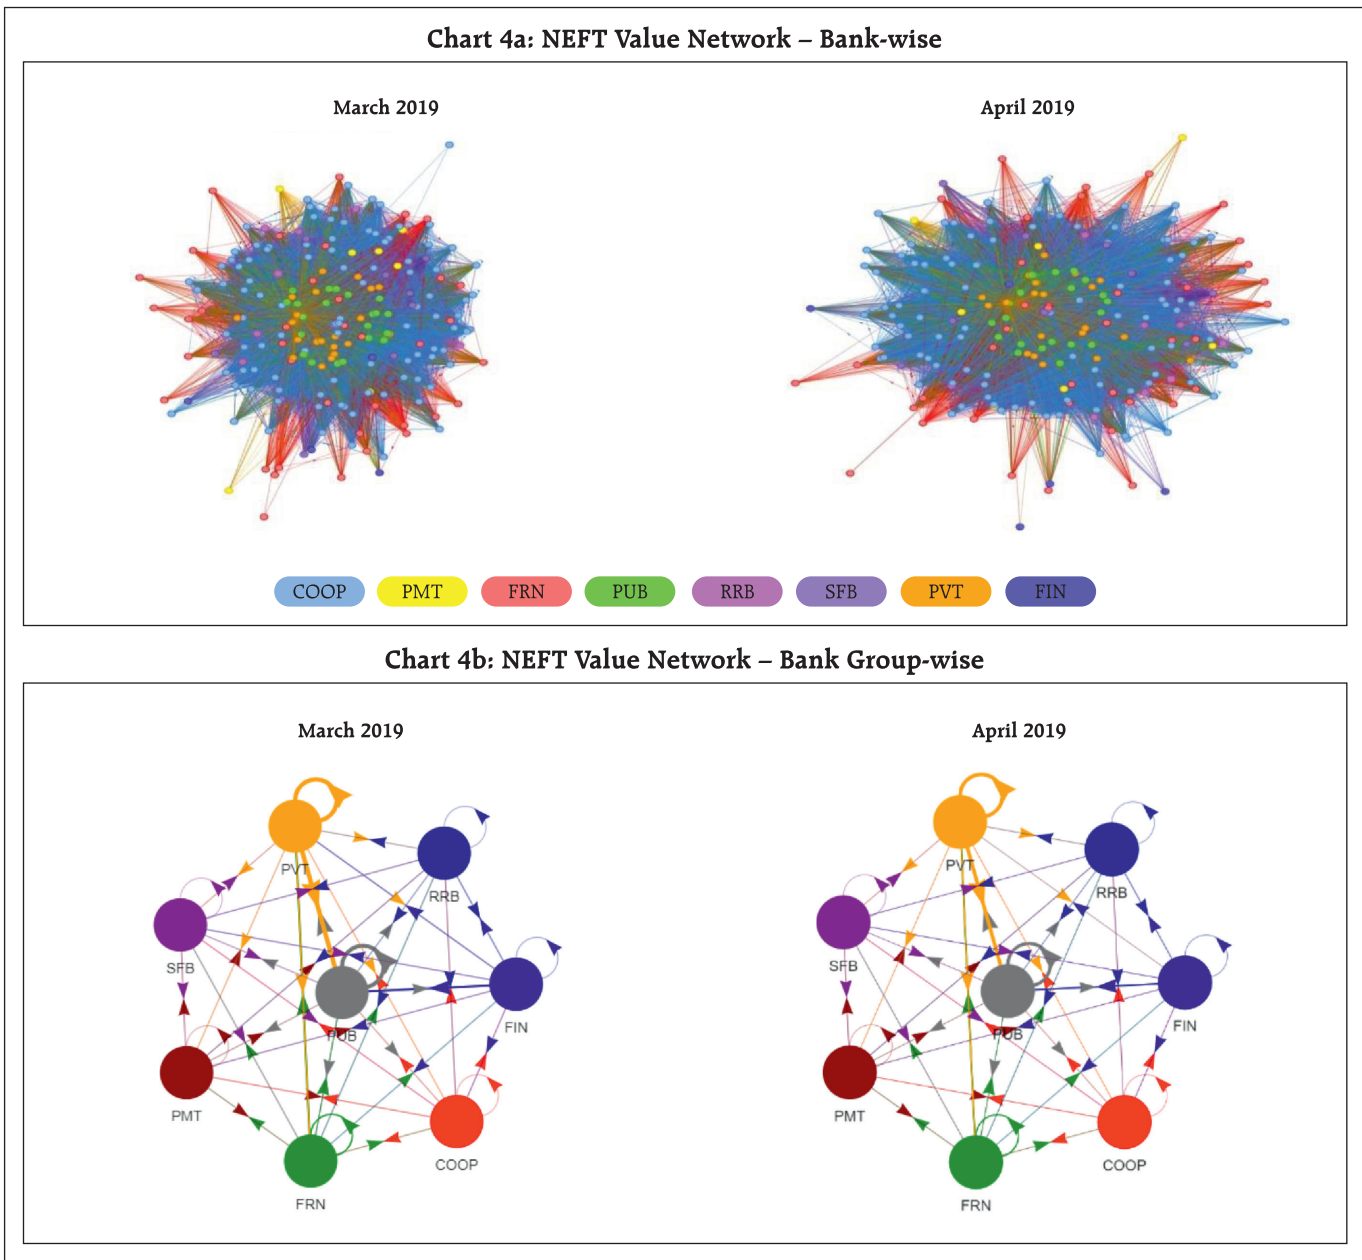 Chart 4a: NEFT Value Network – Bank-wise
March 2019
April 2019
COOP PMT FRN PUB RRB SFB PVT FIN
Chart 4b: NEFT Value Network – Bank Group-wise
March 2019
April 2019
PVT
RRB
SFB
FIN
PUB
PMT
COOP
FRN
PVT
RRB
SFB
FIN
PUB
PMT
COOP
FRN